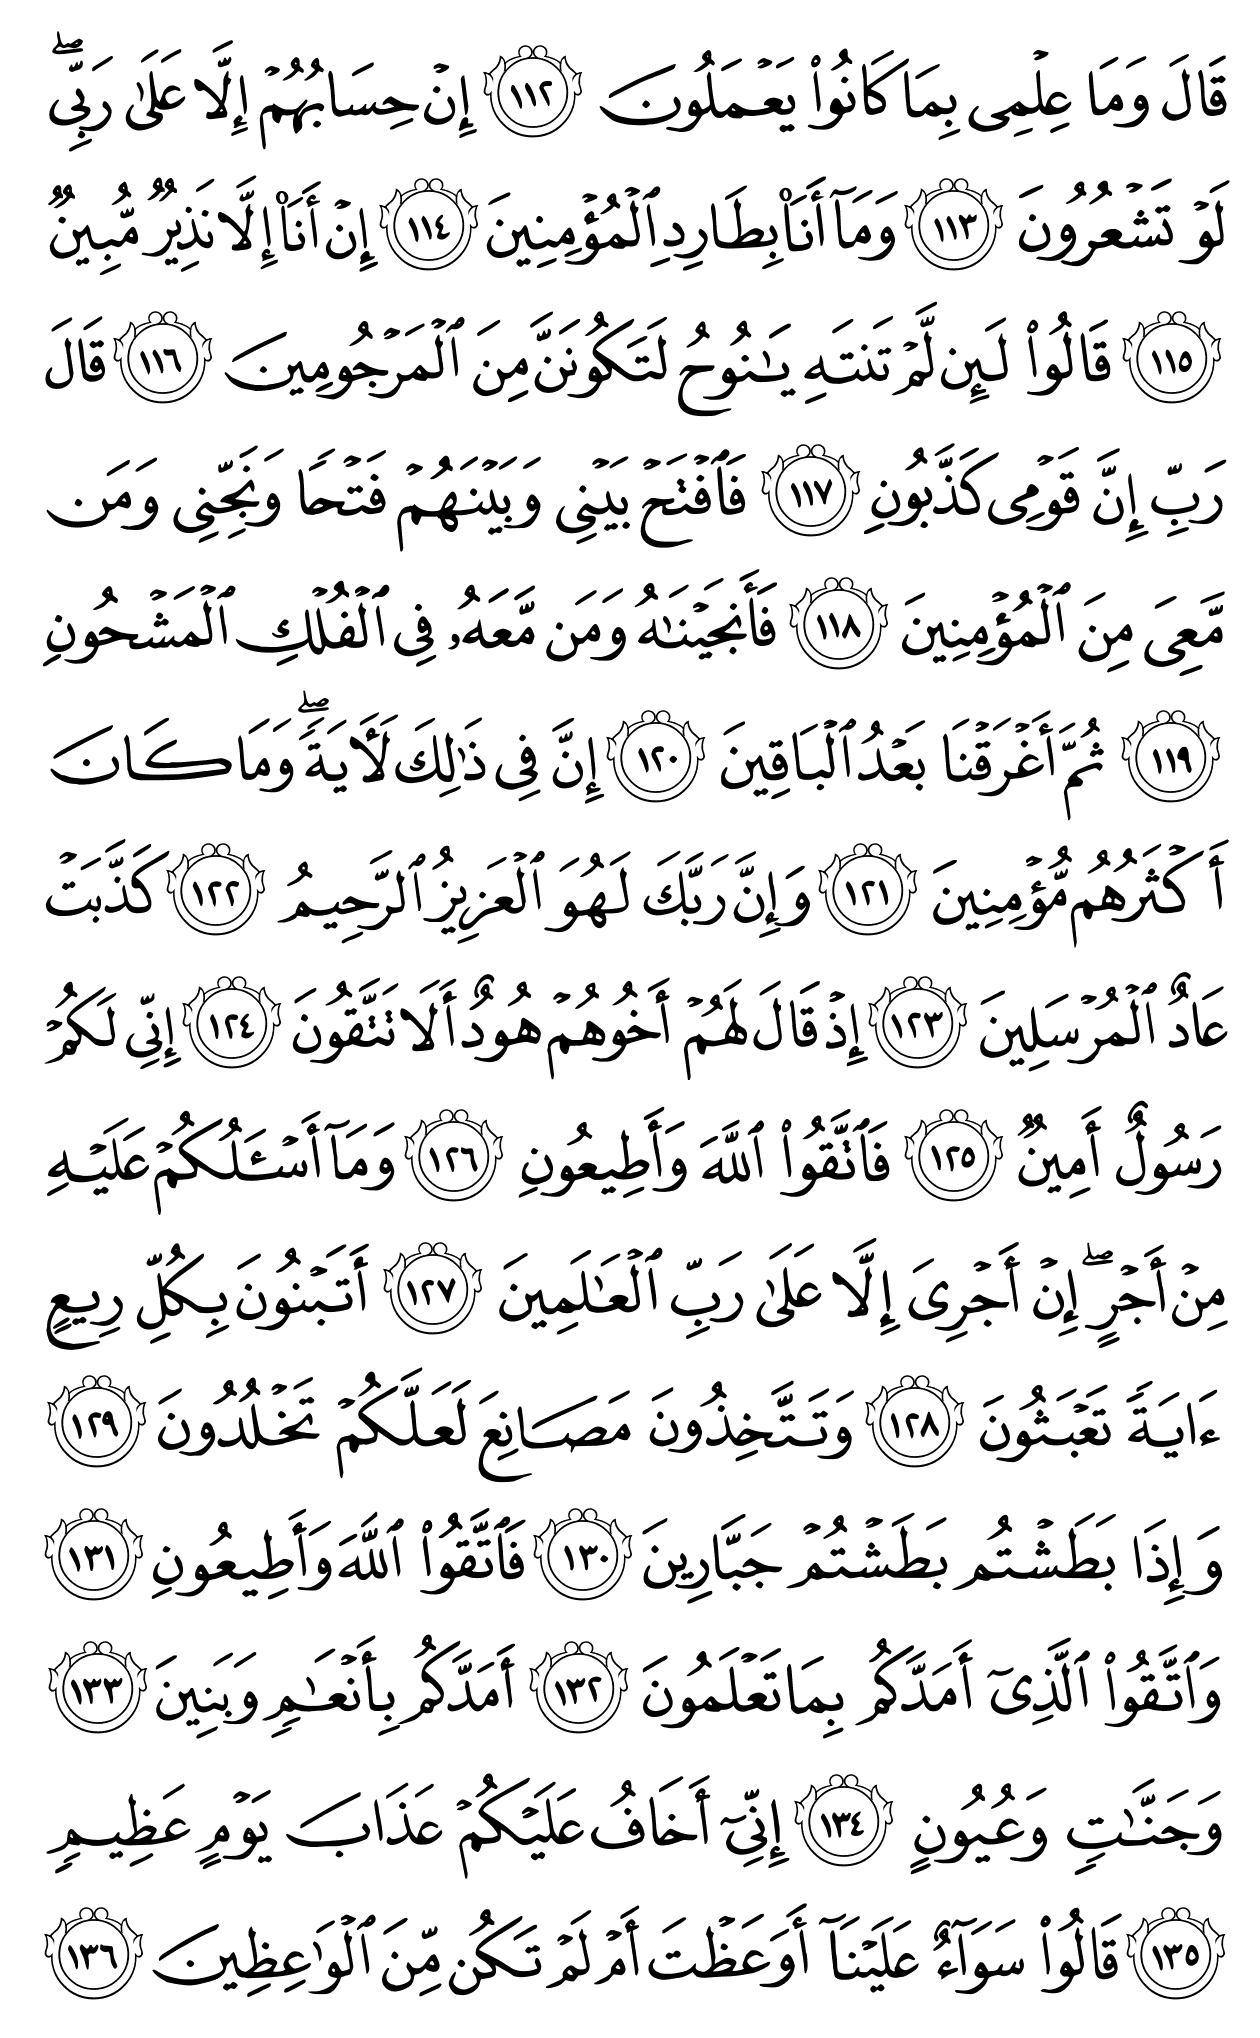 قَالَ وَمَا عِلْمِى بِمَا كَانُوا۟ يَعْمَلُونَ ١١٢ إِنْ حِسَابُهُمْ إِلَّا عَلَىٰ رَبِّى ۖ
لَوْ تَشْعُرُونَ ١١٣ وَمَآ أَنَا۠ بِطَارِدِ ٱلْمُؤْمِنِينَ ١١٤ إِنْ أَنَا۠ إِلَّا نَذِيرٌ مُّبِينٌ
١١٥ قَالُوا۟ لَئِن لَّمْ تَنتَهِ يَـٰنُوحُ لَتَكُونَنَّ مِنَ ٱلْمَرْجُومِينَ ١١٦ قَالَ
رَبِّ إِنَّ قَوْمِى كَذَّبُونِ ١١٧ فَٱفْتَحْ بَيْنِى وَبَيْنَهُمْ فَتْحًا وَنَجِّنِى وَمَن
مَّعِىَ مِنَ ٱلْمُؤْمِنِينَ ١١٨ فَأَنجَيْنَـٰهُ وَمَن مَّعَهُۥ فِى ٱلْفُلْكِ ٱلْمَشْحُونِ
١١٩ ثُمَّ أَغْرَقْنَا بَعْدُ ٱلْبَاقِينَ ١٢٠ إِنَّ فِى ذَٰلِكَ لَـَٔايَةً ۖ وَمَا كَانَ
أَكْثَرُهُم مُّؤْمِنِينَ ١٢١ وَإِنَّ رَبَّكَ لَهُوَ ٱلْعَزِيزُ ٱلرَّحِيمُ ١٢٢ كَذَّبَتْ
عَادٌ ٱلْمُرْسَلِينَ ١٢٣ إِذْ قَالَ لَهُمْ أَخُوهُمْ هُودٌ أَلَا تَتَّقُونَ ١٢٤ إِنِّى لَكُمْ
رَسُولٌ أَمِينٌ ١٢٥ فَٱتَّقُوا۟ ٱللَّهَ وَأَطِيعُونِ ١٢٦ وَمَآ أَسْـَٔلُكُمْ عَلَيْهِ
مِنْ أَجْرٍ ۖ إِنْ أَجْرِىَ إِلَّا عَلَىٰ رَبِّ ٱلْعَـٰلَمِينَ ١٢٧ أَتَبْنُونَ بِكُلِّ رِيعٍ
ءَايَةً تَعْبَثُونَ ١٢٨ وَتَتَّخِذُونَ مَصَانِعَ لَعَلَّكُمْ تَخْلُدُونَ ١٢٩
وَإِذَا بَطَشْتُم بَطَشْتُمْ جَبَّارِينَ ١٣٠ فَٱتَّقُوا۟ ٱللَّهَ وَأَطِيعُونِ ١٣١
وَٱتَّقُوا۟ ٱلَّذِىٓ أَمَدَّكُم بِمَا تَعْلَمُونَ ١٣٢ أَمَدَّكُم بِأَنْعَـٰمٍ وَبَنِينَ ١٣٣
وَجَنَّـٰتٍ وَعُيُونٍ ١٣٤ إِنِّىٓ أَخَافُ عَلَيْكُمْ عَذَابَ يَوْمٍ عَظِيمٍ
١٣٥ قَالُوا۟ سَوَآءٌ عَلَيْنَآ أَوَعَظْتَ أَمْ لَمْ تَكُن مِّنَ ٱلْوَٰعِظِينَ ١٣٦